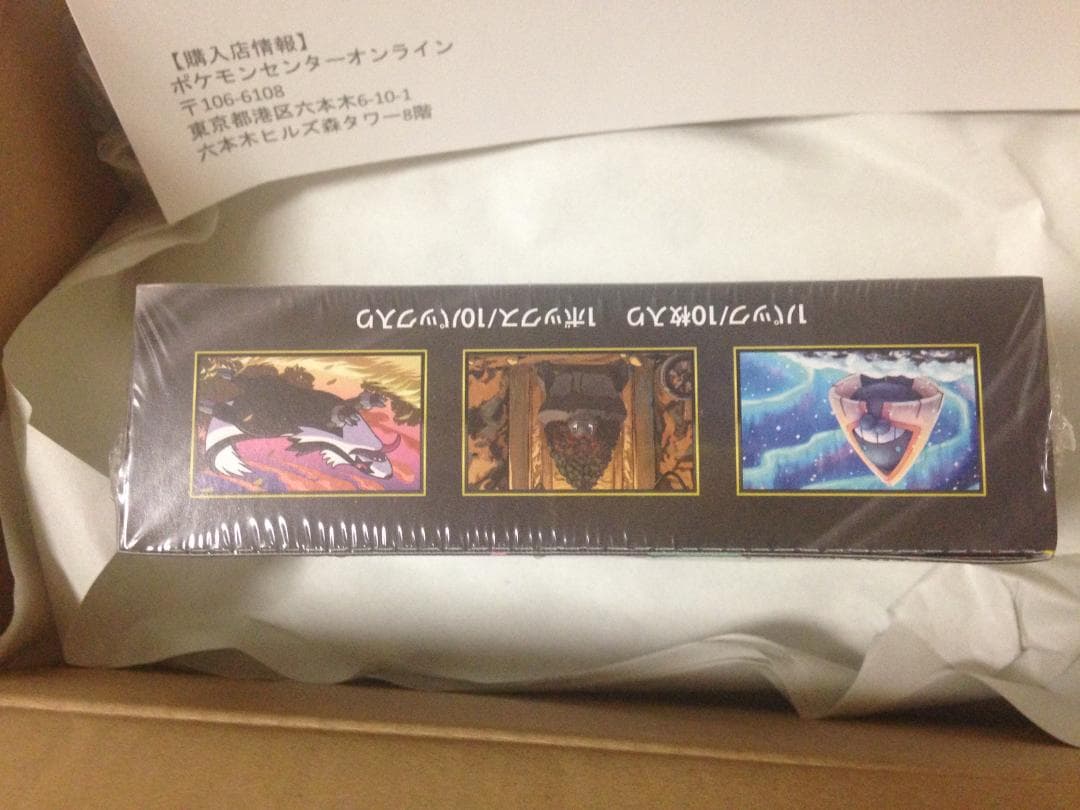 【購入店情報】
ポケモンセンターオンライン
〒106-6108
東京都港区六本木6-10-1
六本木ヒルズ森タワー8階
1パック/10枚入り 1ボックス/10パック入り